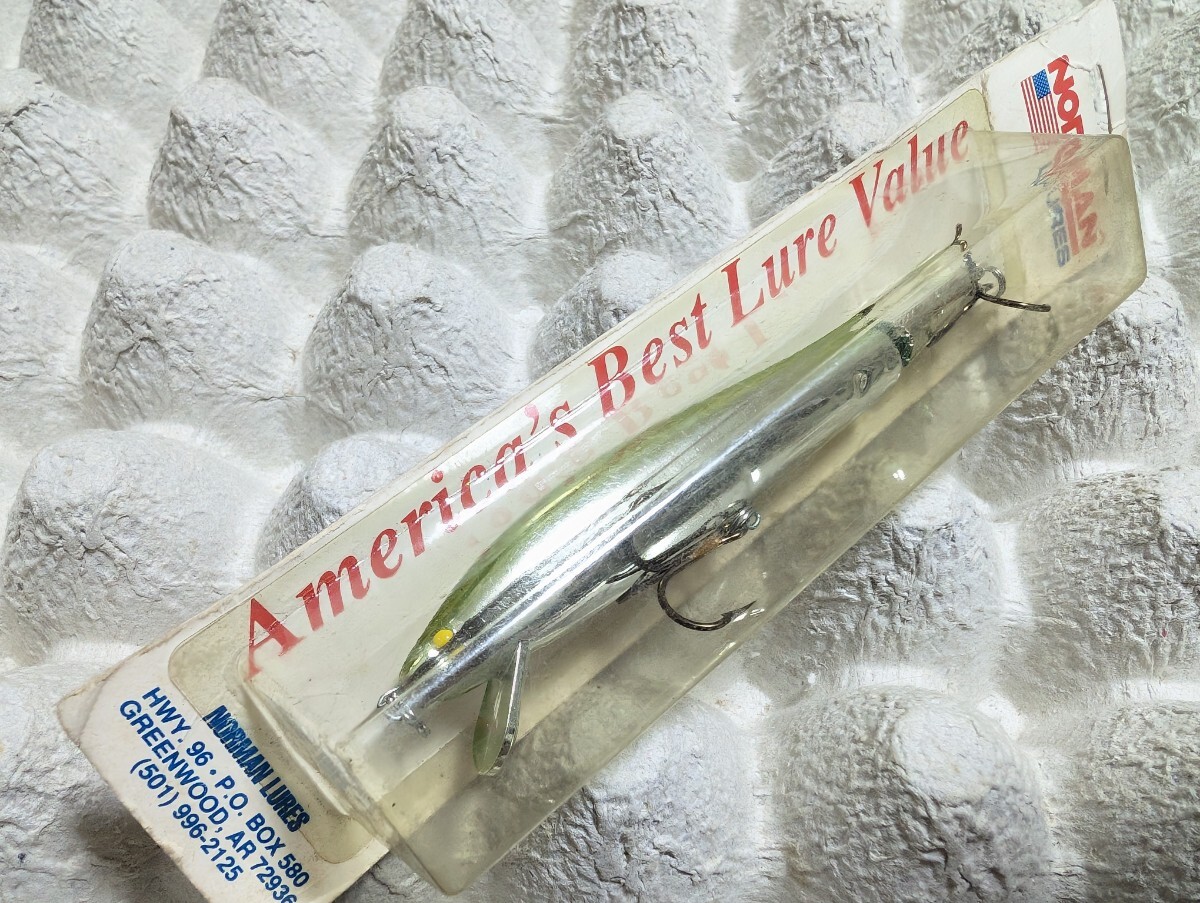 NORMAN
LURES
America's Best Lure Value
NORMAN LURES
HWY. 96 • P.O. BOX 580
GREENWOOD, AR 72936
(501) 996-2125